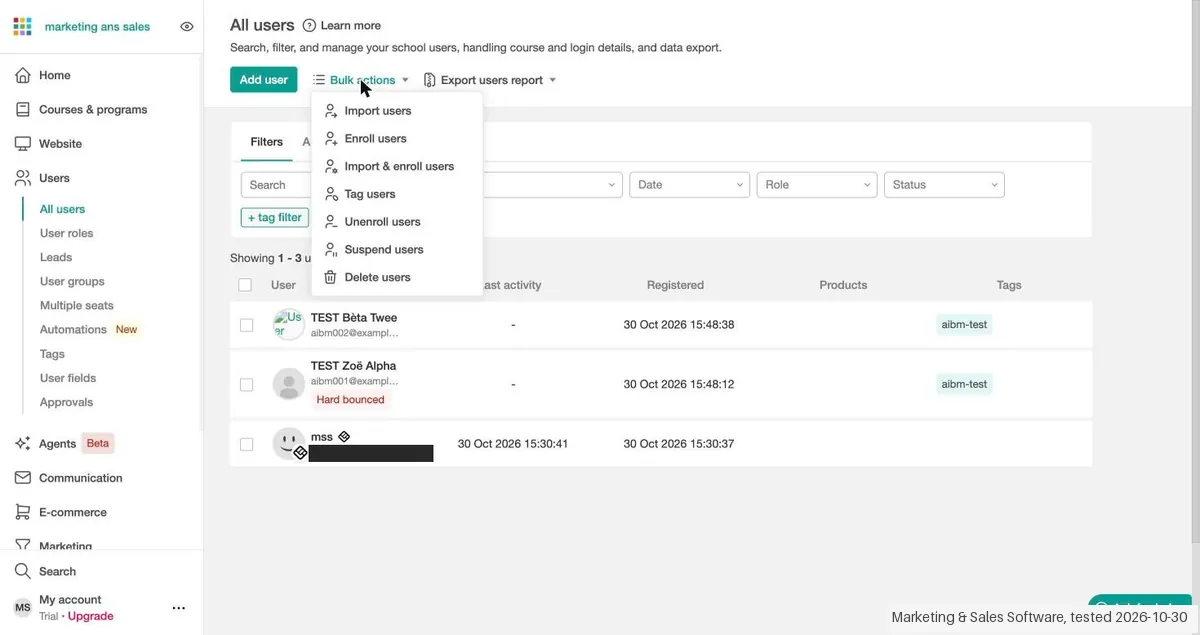 marketing ans sales
Home
Courses & programs
Website
Users
All users
User roles
Leads
User groups
Multiple seats
Automations New
Tags
User fields
Approvals
Agents Beta
Communication
E-commerce
Marketing
Search
MS My account
Trial • Upgrade
All users Learn more
Search, filter, and manage your school users, handling course and login details, and data export.
Add user Bulk actions Export users report
Import users
Enroll users
Import & enroll users
Tag users
Unenroll users
Suspend users
Delete users
Filters
Search Date Role Status
+ tag filter
Showing 1 - 3
User activity Registered Products Tags
User TEST Bèta Twee - 30 Oct 2026 15:48:38 aibm-test
aibm002@exampl...
TEST Zoë Alpha - 30 Oct 2026 15:48:12 aibm-test
aibm001@exampl...
Hard bounced
mss 30 Oct 2026 15:30:41 30 Oct 2026 15:30:37
Marketing & Sales Software, tested 2026-10-30